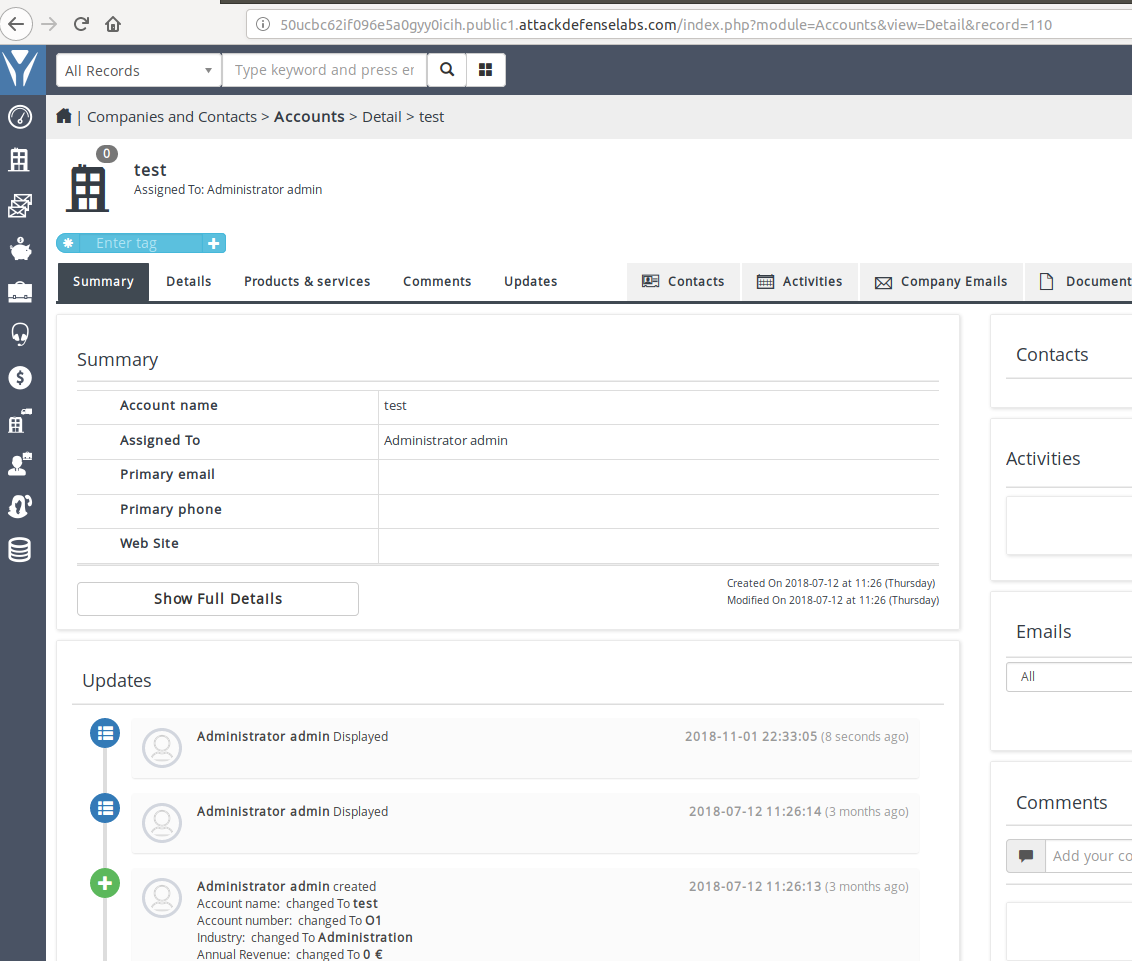 50ucbc62if096e5a0gyy0icih.public1.attackdefenselabs.com/index.php?module=Accounts&view=Detail&record=110
All Records
Type keyword and press er
| Companies and Contacts > Accounts > Detail > test
0
test
Assigned To: Administrator admin
Enter tag
Summary Details Products & services Comments Updates Contacts Activities Company Emails Document
Summary
Account name test
Assigned To Administrator admin
Primary email
Primary phone
Web Site
Show Full Details
Created On 2018-07-12 at 11:26 (Thursday)
Modified On 2018-07-12 at 11:26 (Thursday)
Updates
Administrator admin Displayed 2018-11-01 22:33:05 (8 seconds ago)
Administrator admin Displayed 2018-07-12 11:26:14 (3 months ago)
Administrator admin created 2018-07-12 11:26:13 (3 months ago)
Account name: changed To test
Account number: changed To O1
Industry: changed To Administration
Annual Revenue: changed To 0 €
Contacts
Activities
Emails
All
Comments
Add your co